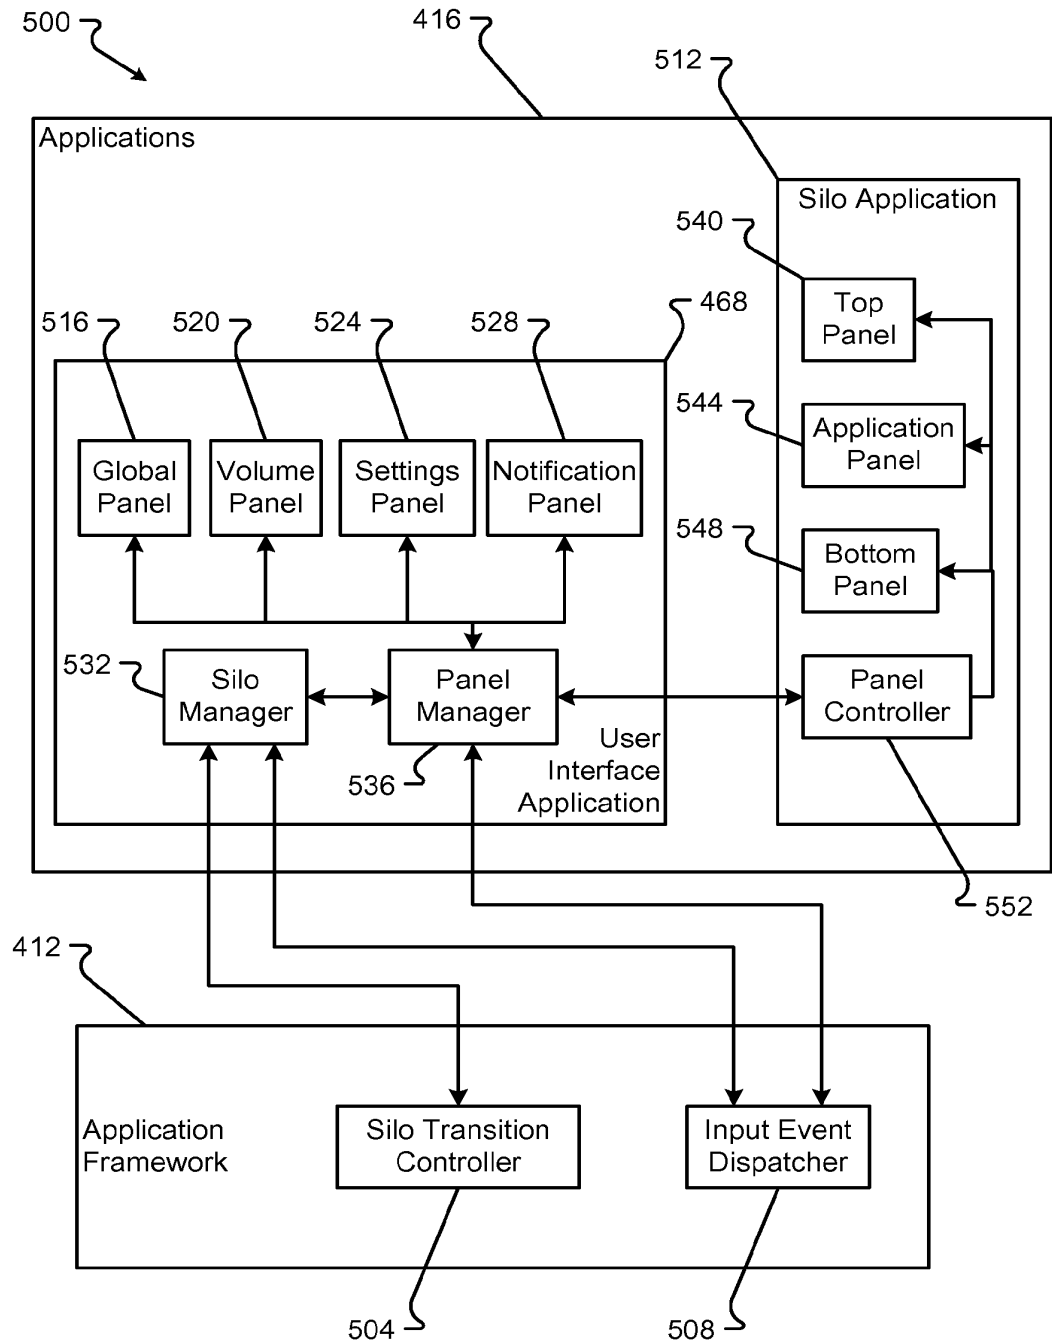 500
416
512
Applications
Silo Application
540
Top
Panel
468
516
520
524
528
544
Application
Panel
Global
Panel
Volume
Panel
Settings
Panel
Notification
Panel
548
Bottom
Panel
532
Silo
Manager
Panel
Manager
Panel
Controller
536
User
Interface
Application
552
412
Application
Framework
Silo Transition
Controller
Input Event
Dispatcher
504
508